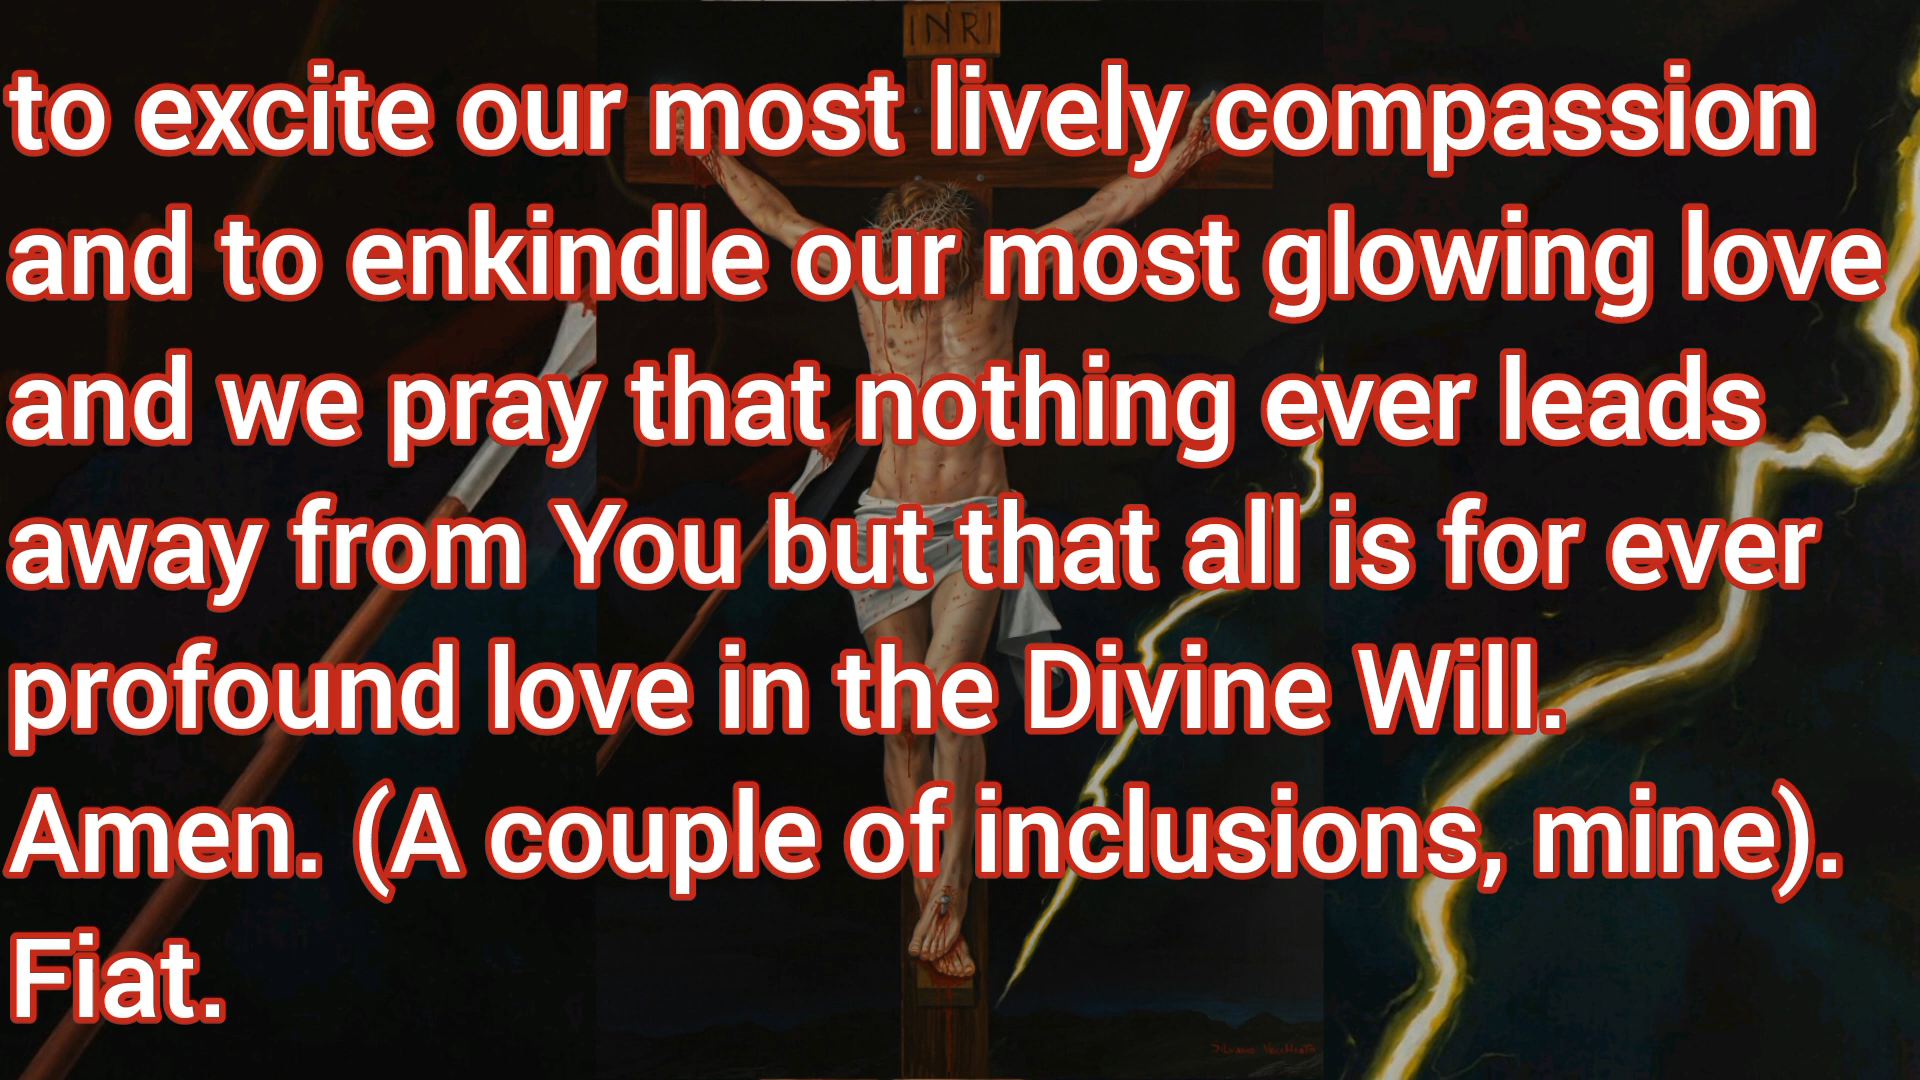 INRI
to excite our most lively compassion
and to enkindle our most glowing love
and we pray that nothing ever leads
away from You but that all is for ever
profound love in the Divine Will.
Amen. (A couple of inclusions, mine).
Fiat.